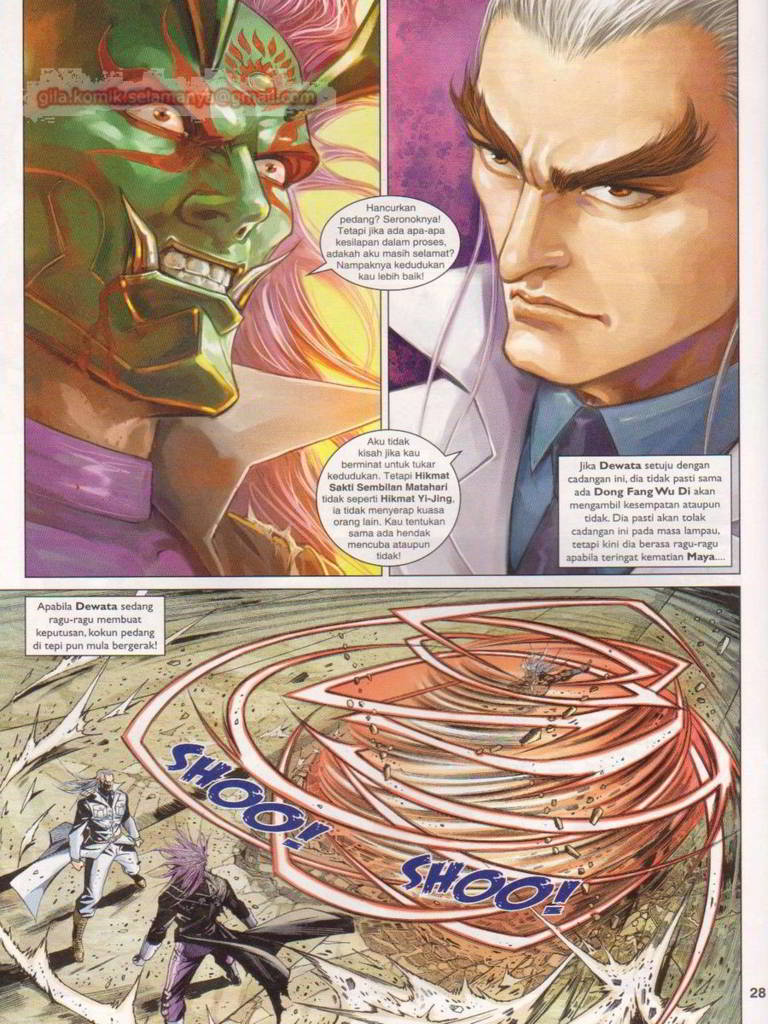 gila.komik.selamanya@gmail.com
Hancurkan
pedang? Seronoknya!
Tetapi jika ada apa-apa
kesilapan dalam proses,
adakah aku masih selamat?
Nampaknya kedudukan
kau lebih baik!
Aku tidak
kisah jika kau
berminat untuk tukar
kedudukan. Tetapi Hikmat
Sakti Sembilan Matahari
tidak seperti Hikmat Yi-Jing,
ia tidak menyerap kuasa
orang lain. Kau tentukan
sama ada hendak
mencuba ataupun
tidak!
Jika Dewata setuju dengan
cadangan ini, dia tidak pasti sama
ada Dong Fang Wu Di akan
mengambil kesempatan ataupun
tidak. Dia pasti akan tolak
cadangan ini pada masa lampau,
tetapi kini dia berasa ragu-ragu
apabila teringat kematian Maya....
Apabila Dewata sedang
ragu-ragu membuat
keputusan, kokun pedang
di tepi pun mula bergerak!
SHOO!
SHOO!
28